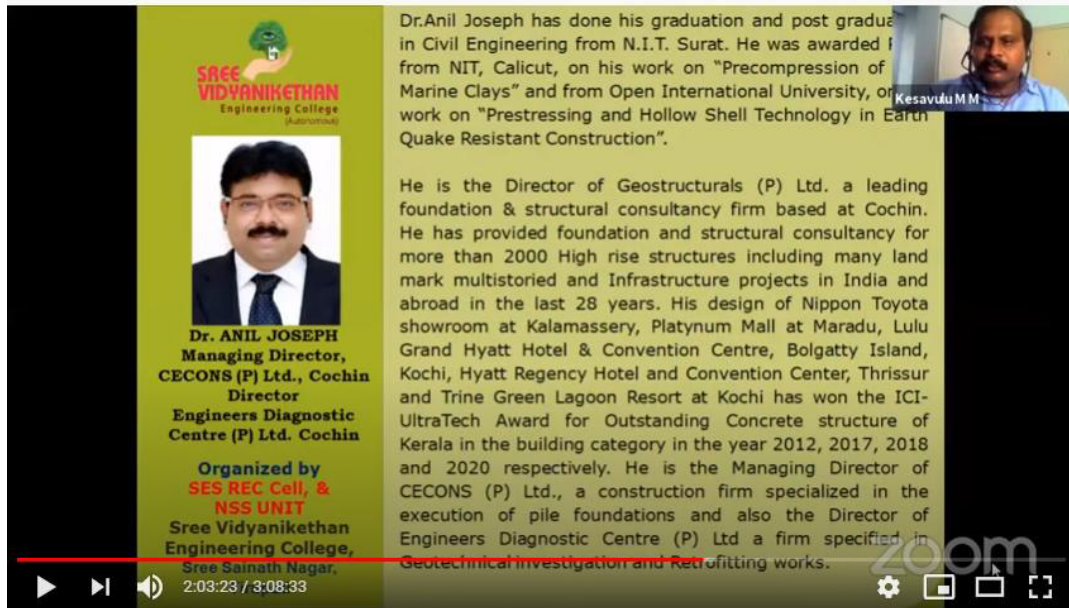 SREE
VIDYANIKETHAN
Engineering College
(Autonomous)
Dr. ANIL JOSEPH
Managing Director,
CECONS (P) Ltd., Cochin
Director
Engineers Diagnostic
Centre (P) Ltd. Cochin
Organized by
SES REC Cell, &
NSS UNIT
Sree Vidyanikethan
Engineering College,
Sree Sainath Nagar,
Dr.Anil Joseph has done his graduation and post
in Civil Engineering from N.I.T. Surat. He was awarded
from NIT, Calicut, on his work on "Precompression of
Marine Clays" and from Open International University,
work on "Prestressing and Hollow Shell Technology in Earth
Quake Resistant Construction".
He is the Director of Geostructurals (P) Ltd. a leading
foundation & structural consultancy firm based at Cochin.
He has provided foundation and structural consultancy for
more than 2000 High rise structures including many land
mark multistoried and Infrastructure projects in India and
abroad in the last 28 years. His design of Nippon Toyota
showroom at Kalamassery, Platynum Mall at Maradu, Lulu
Grand Hyatt Hotel & Convention Centre, Bolgatty Island,
Kochi, Hyatt Regency Hotel and Convention Center, Thrissur
and Trine Green Lagoon Resort at Kochi has won the ICI-
UltraTech Award for Outstanding Concrete structure of
Kerala in the building category in the year 2012, 2017, 2018
and 2020 respectively. He is the Managing Director of
CECONS (P) Ltd., a construction firm specialized in the
execution of pile foundations and also the Director of
Engineers Diagnostic Centre (P) Ltd a firm specified in
Geotechnical Investigation and Retrofitting works.
Kesavulu M M
zoom
2:03:23 / 3:08:33